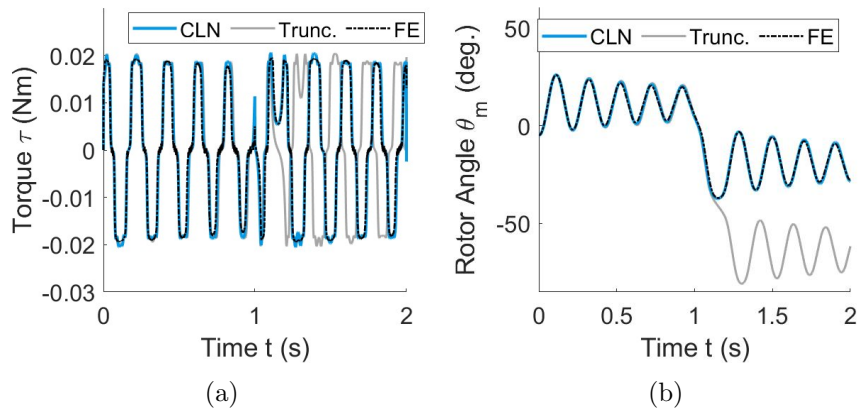 CLN Trunc. FE
0.02
0.01
0
-0.01
-0.02
-0.03
Torque τ (Nm)
0 1 2
Time t (s)
(a)
CLN Trunc. FE
50
0
-50
Rotor Angle θ_m (deg.)
0 0.5 1 1.5 2
Time t (s)
(b)